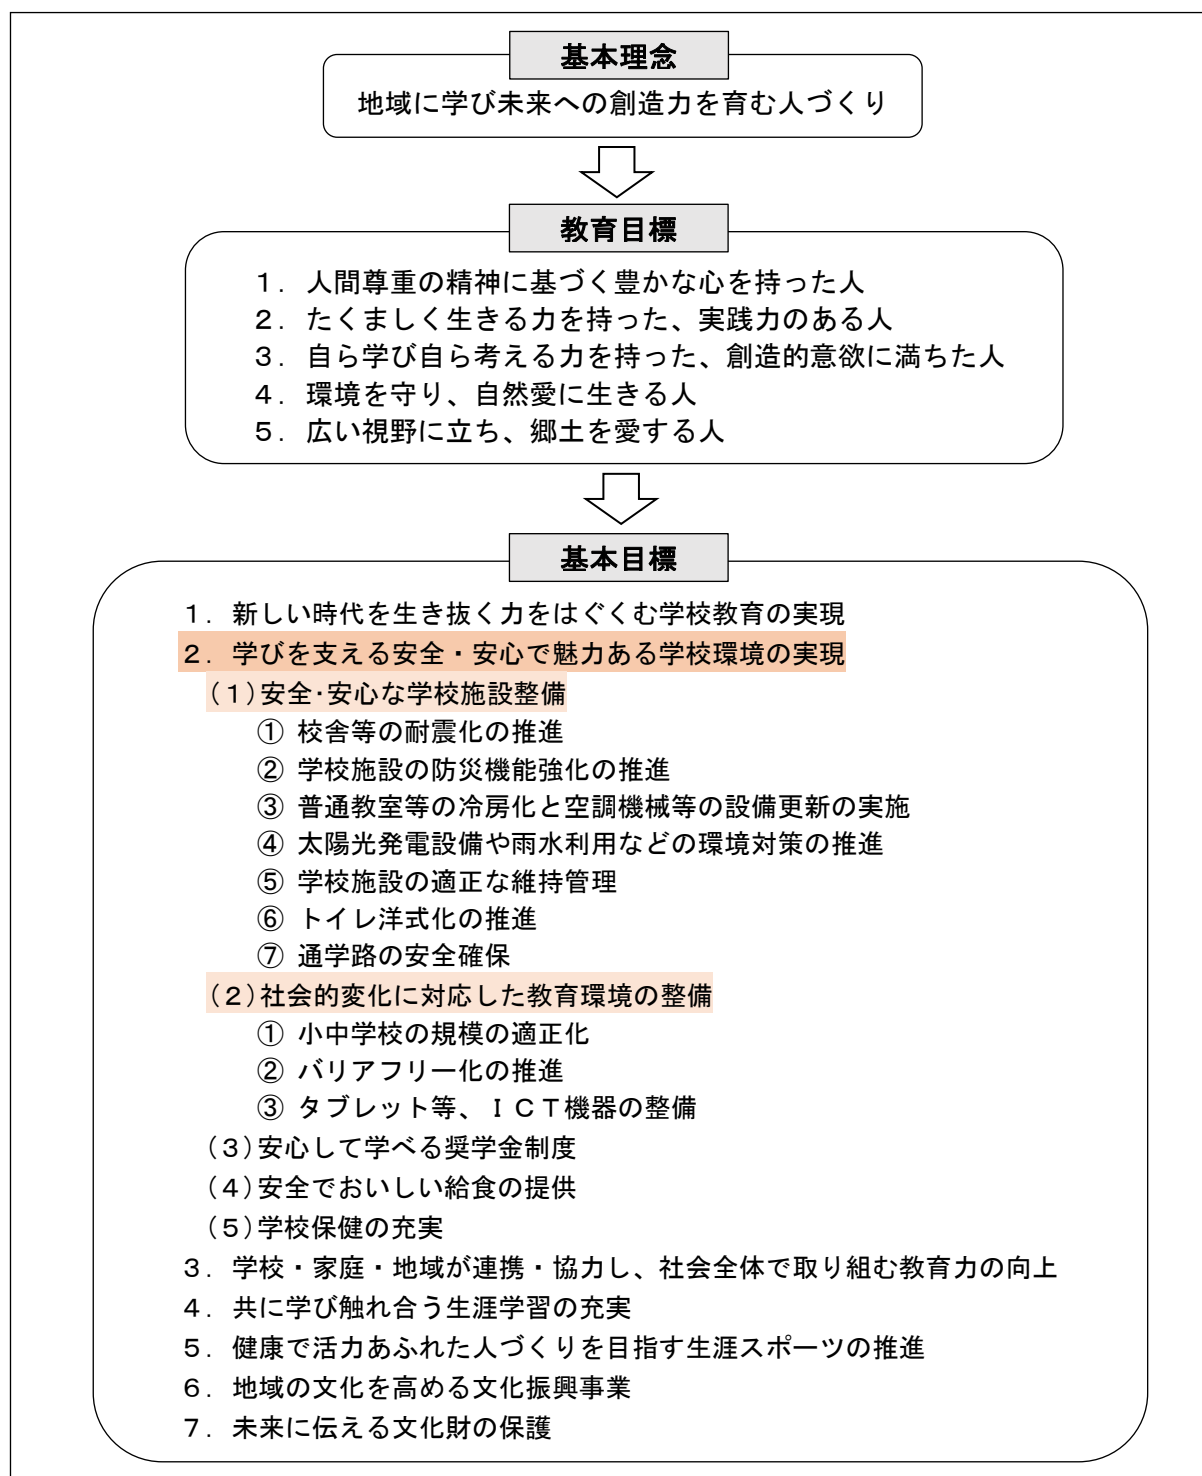 基本理念
地域に学び未来への創造力を育む人づくり
教育目標
１．人間尊重の精神に基づく豊かな心を持った人
２．たくましく生きる力を持った、実践力のある人
３．自ら学び自ら考える力を持った、創造的意欲に満ちた人
４．環境を守り、自然愛に生きる人
５．広い視野に立ち、郷土を愛する人
基本目標
１．新しい時代を生き抜く力をはぐくむ学校教育の実現
２．学びを支える安全・安心で魅力ある学校環境の実現
（１）安全･安心な学校施設整備
① 校舎等の耐震化の推進
② 学校施設の防災機能強化の推進
③ 普通教室等の冷房化と空調機械等の設備更新の実施
④ 太陽光発電設備や雨水利用などの環境対策の推進
⑤ 学校施設の適正な維持管理
⑥ トイレ洋式化の推進
⑦ 通学路の安全確保
（２）社会的変化に対応した教育環境の整備
① 小中学校の規模の適正化
② バリアフリー化の推進
③ タブレット等、ＩＣＴ機器の整備
（３）安心して学べる奨学金制度
（４）安全でおいしい給食の提供
（５）学校保健の充実
３．学校・家庭・地域が連携・協力し、社会全体で取り組む教育力の向上
４．共に学び触れ合う生涯学習の充実
５．健康で活力あふれた人づくりを目指す生涯スポーツの推進
６．地域の文化を高める文化振興事業
７．未来に伝える文化財の保護